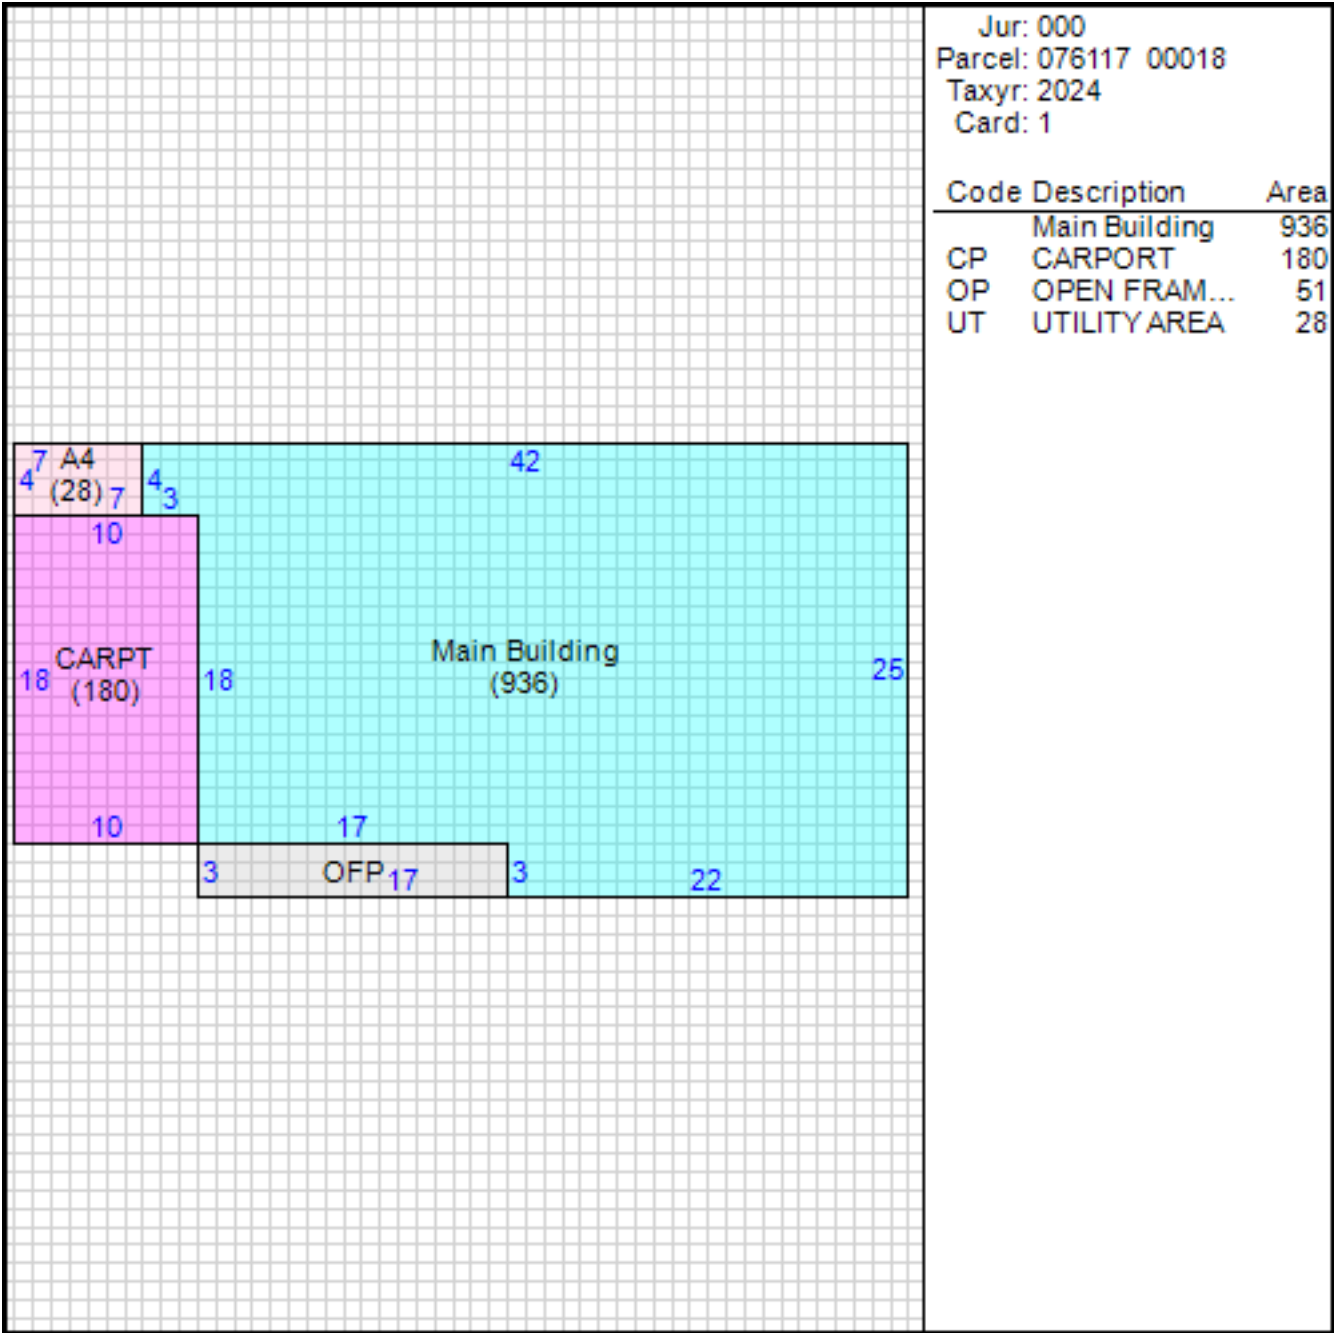 Jur: 000
Parcel: 076117 00018
Taxyr: 2024
Card: 1
Code Description Area
Main Building 936
CP CARPORT 180
OP OPEN FRAM... 51
UT UTILITY AREA 28
7 A4
4 (28) 7
4 3
42
10
CARPT
18 (180)
18
Main Building
(936)
25
10
17
3 OFP 17
3 22